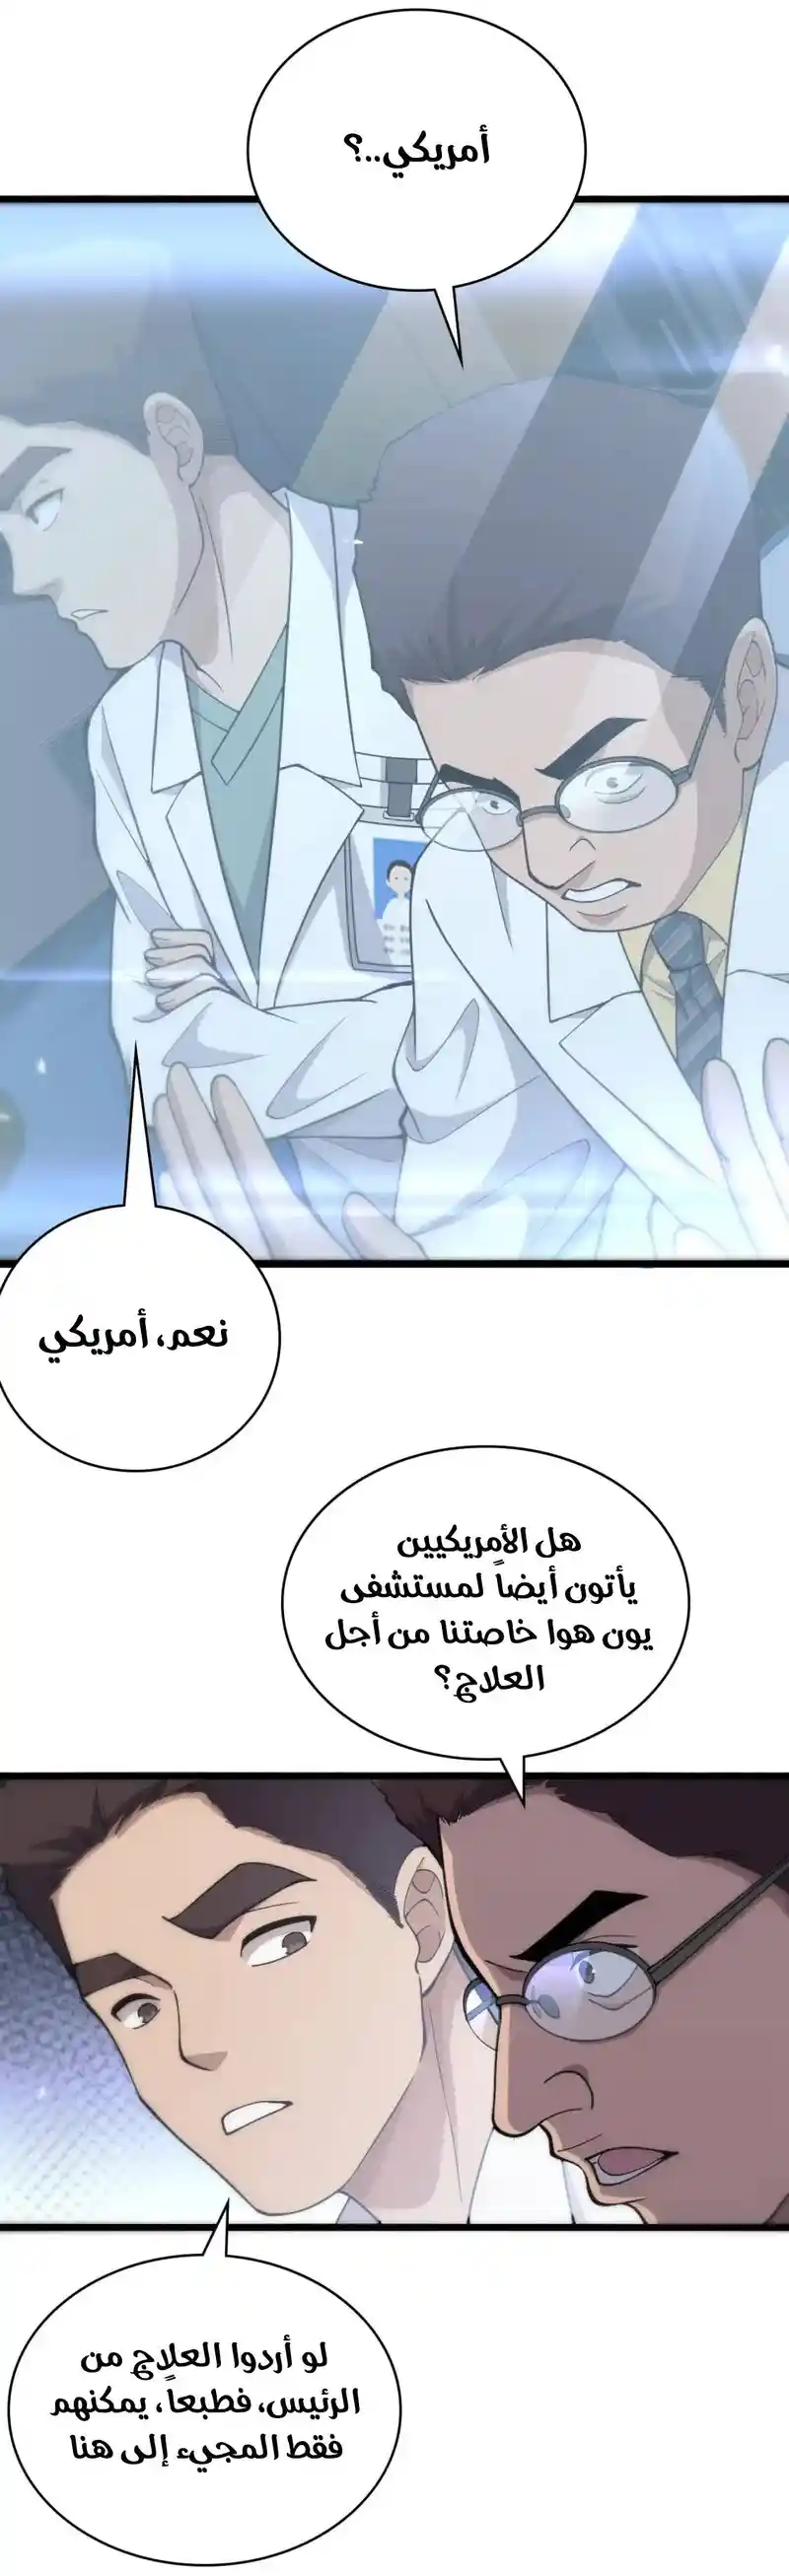 أمريكي..؟
نعم، أمريكي
هل الأمريكيين
يأتون أيضاً لمستشفى
يون هوا خاصتنا من أجل
العلاج؟
لو أردوا العلاج من
الرئيس، فطبعاً، يمكنهم
فقط المجيء إلى هنا